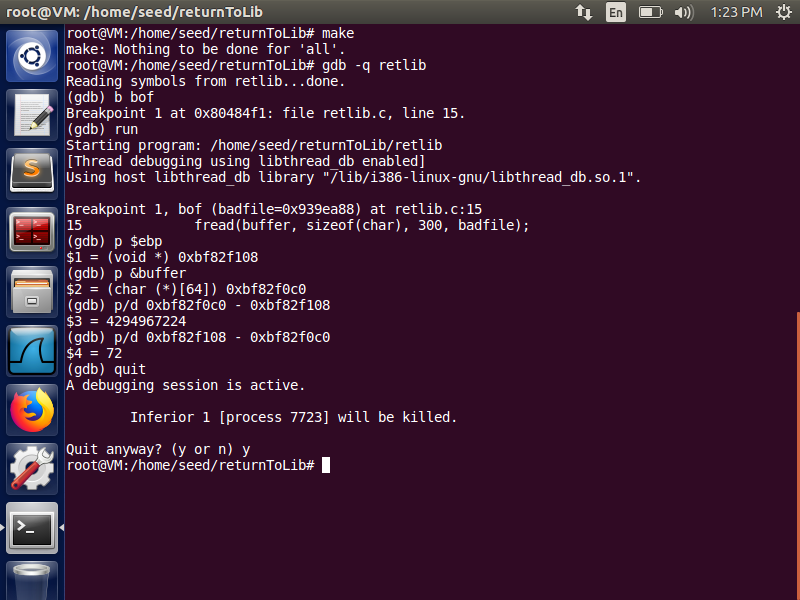 root@VM: /home/seed/returnToLib
En
1:23 PM
root@VM:/home/seed/returnToLib# make
make: Nothing to be done for 'all'.
root@VM:/home/seed/returnToLib# gdb -q retlib
Reading symbols from retlib...done.
(gdb) b bof
Breakpoint 1 at 0x80484f1: file retlib.c, line 15.
(gdb) run
Starting program: /home/seed/returnToLib/retlib
[Thread debugging using libthread_db enabled]
Using host libthread_db library "/lib/i386-linux-gnu/libthread_db.so.1".
Breakpoint 1, bof (badfile=0x939ea88) at retlib.c:15
15              fread(buffer, sizeof(char), 300, badfile);
(gdb) p $ebp
$1 = (void *) 0xbf82f108
(gdb) p &buffer
$2 = (char (*)[64]) 0xbf82f0c0
(gdb) p/d 0xbf82f0c0 - 0xbf82f108
$3 = 4294967224
(gdb) p/d 0xbf82f108 - 0xbf82f0c0
$4 = 72
(gdb) quit
A debugging session is active.
        Inferior 1 [process 7723] will be killed.
Quit anyway? (y or n) y
root@VM:/home/seed/returnToLib#